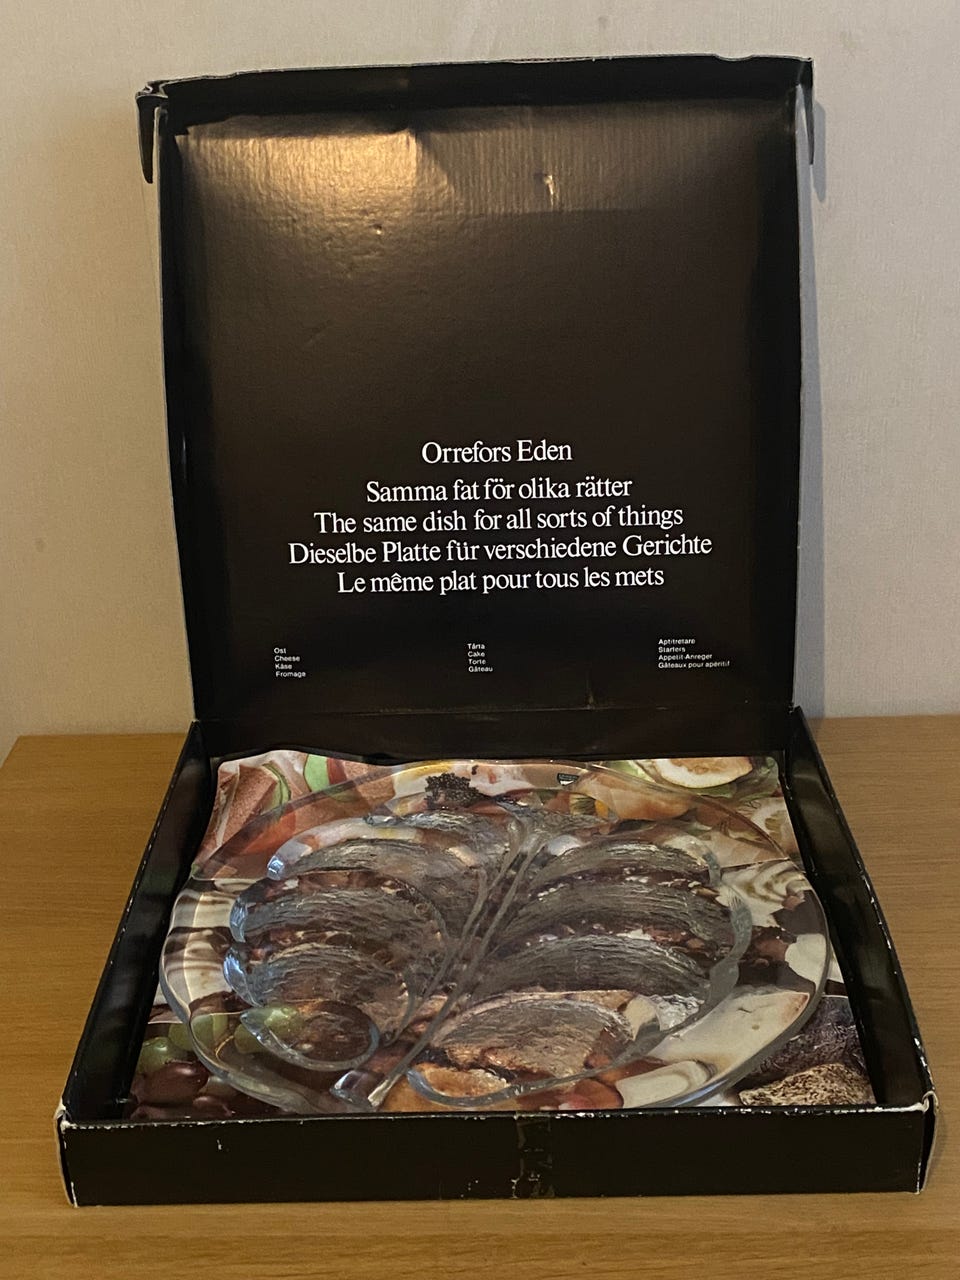 Orrefors Eden
Samma fat för olika rätter
The same dish for all sorts of things
Dieselbe Platte für verschiedene Gerichte
Le même plat pour tous les mets
Ost
Cheese
Käse
Fromage
Tårta
Cake
Torte
Gâteau
Aptitretare
Starters
Appetit-Anreger
Gâteaux pour apéritif